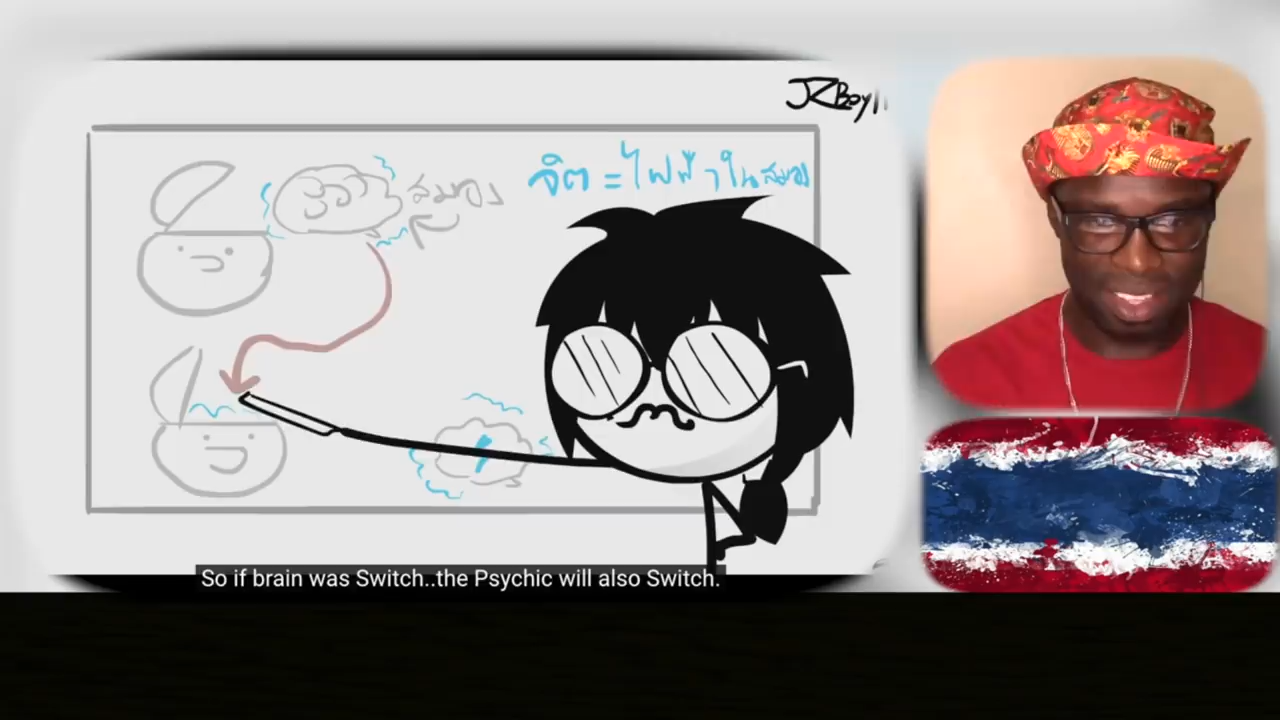 JZBoy11
จิต = ไฟฟ้าในสมอง
สมอง
So if brain was Switch..the Psychic will also Switch.